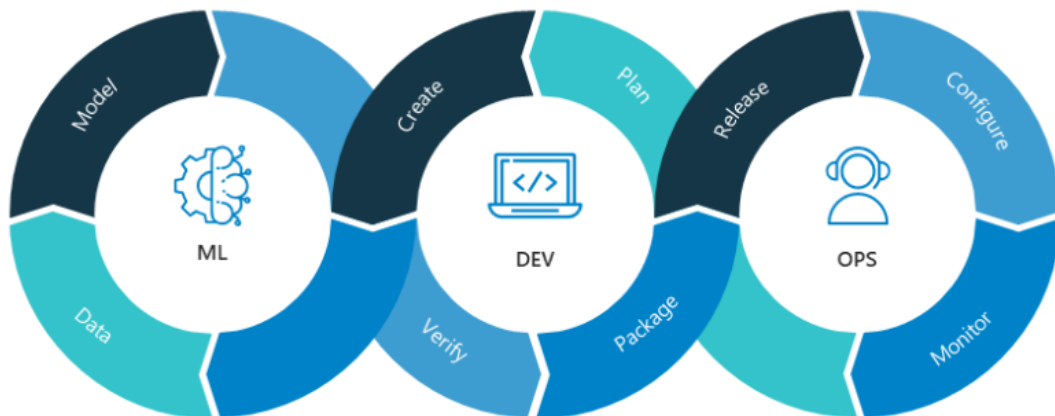 Model
Data
ML
Create
Plan
Verify
Package
DEV
Release
Configure
Monitor
OPS
</>